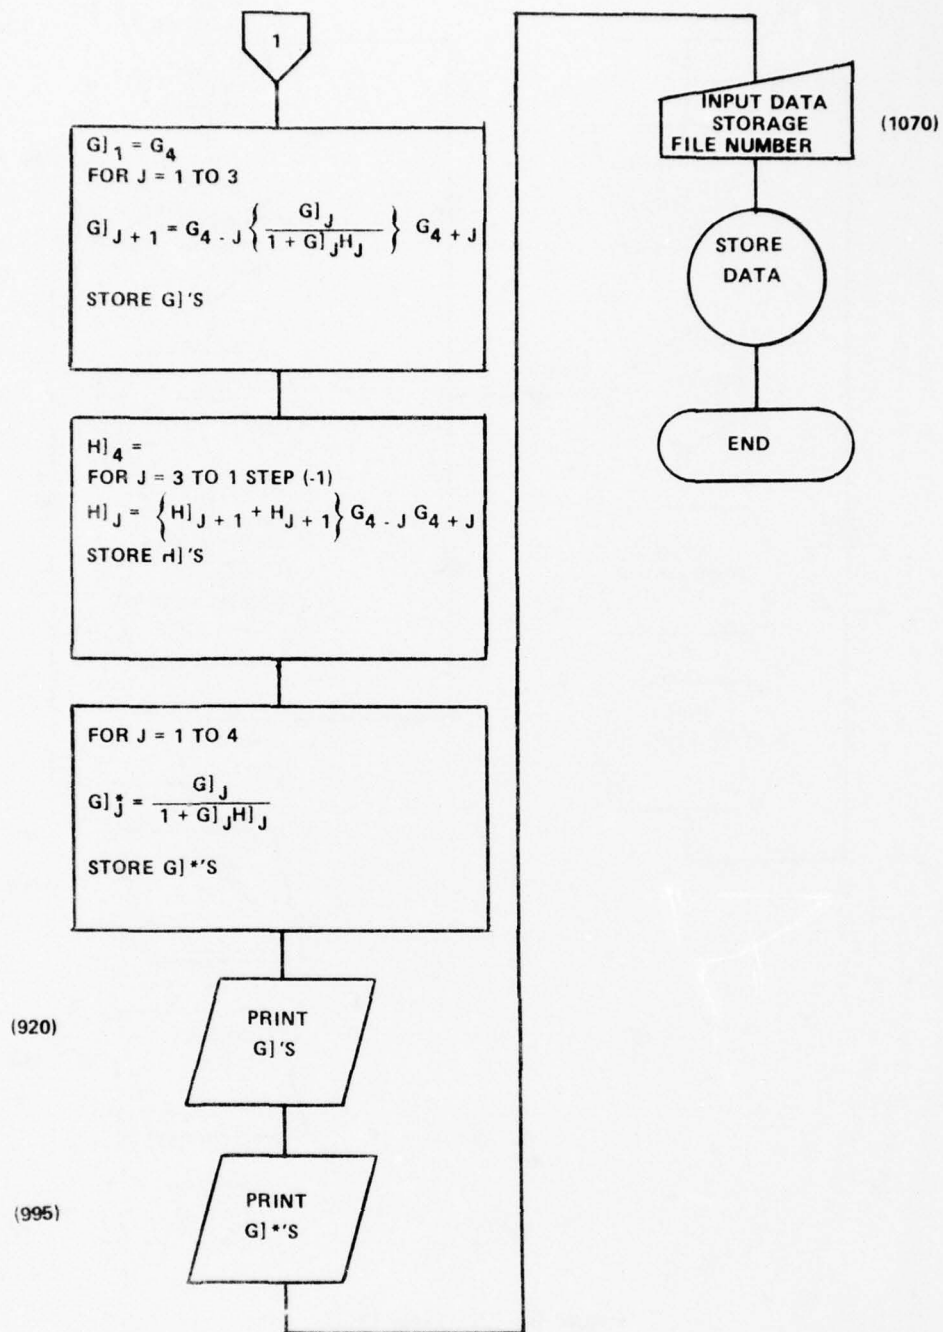 1
G]1 = G4
FOR J = 1 TO 3
G]J + 1 = G4 - J { G]J / 1 + G]J HJ } G4 + J
STORE G]'S
H]4 =
FOR J = 3 TO 1 STEP (-1)
H]J = { H]J + 1 + HJ + 1 } G4 - J G4 + J
STORE H]'S
FOR J = 1 TO 4
G]*J = G]J / 1 + G]J H]J
STORE G]*'S
(920)
PRINT
G]'S
(995)
PRINT
G]*'S
INPUT DATA
STORAGE
FILE NUMBER
(1070)
STORE
DATA
END